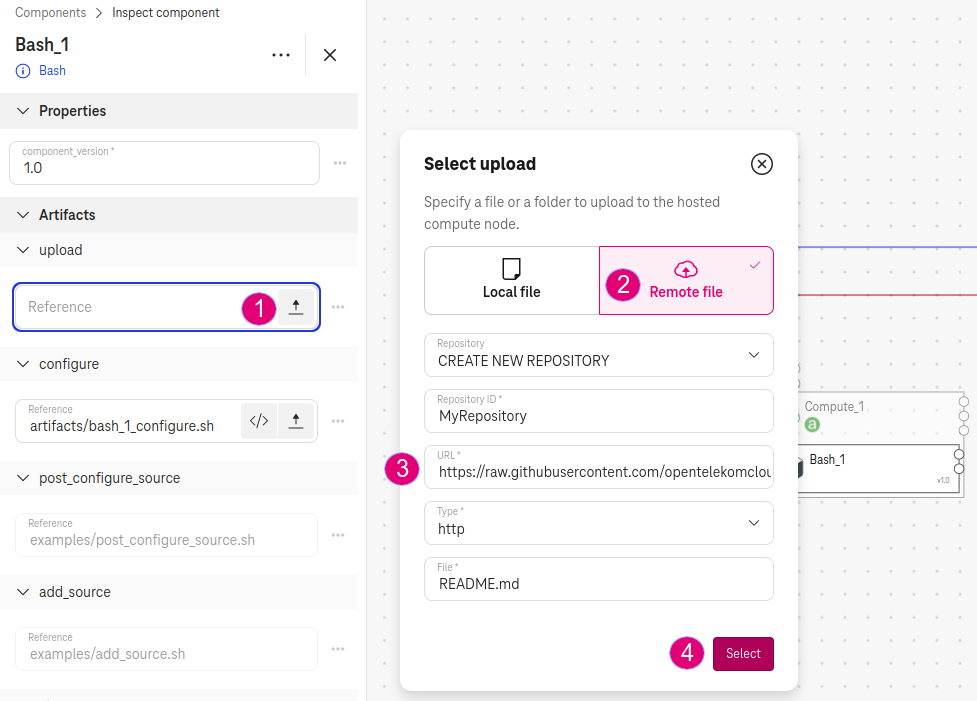 Components > Inspect component
Bash_1
Bash
Properties
component_version *
1.0
Artifacts
upload
Reference
1
configure
Reference
artifacts/bash_1_configure.sh
</>
post_configure_source
Reference
examples/post_configure_source.sh
add_source
Reference
examples/add_source.sh
Select upload
Specify a file or a folder to upload to the hosted
compute node.
Local file
2
Remote file
Repository
CREATE NEW REPOSITORY
Repository ID *
MyRepository
3
URL *
https://raw.githubusercontent.com/opentelekomclou
Type *
http
File *
README.md
4
Select
Compute_1
a
Bash_1
v1.0